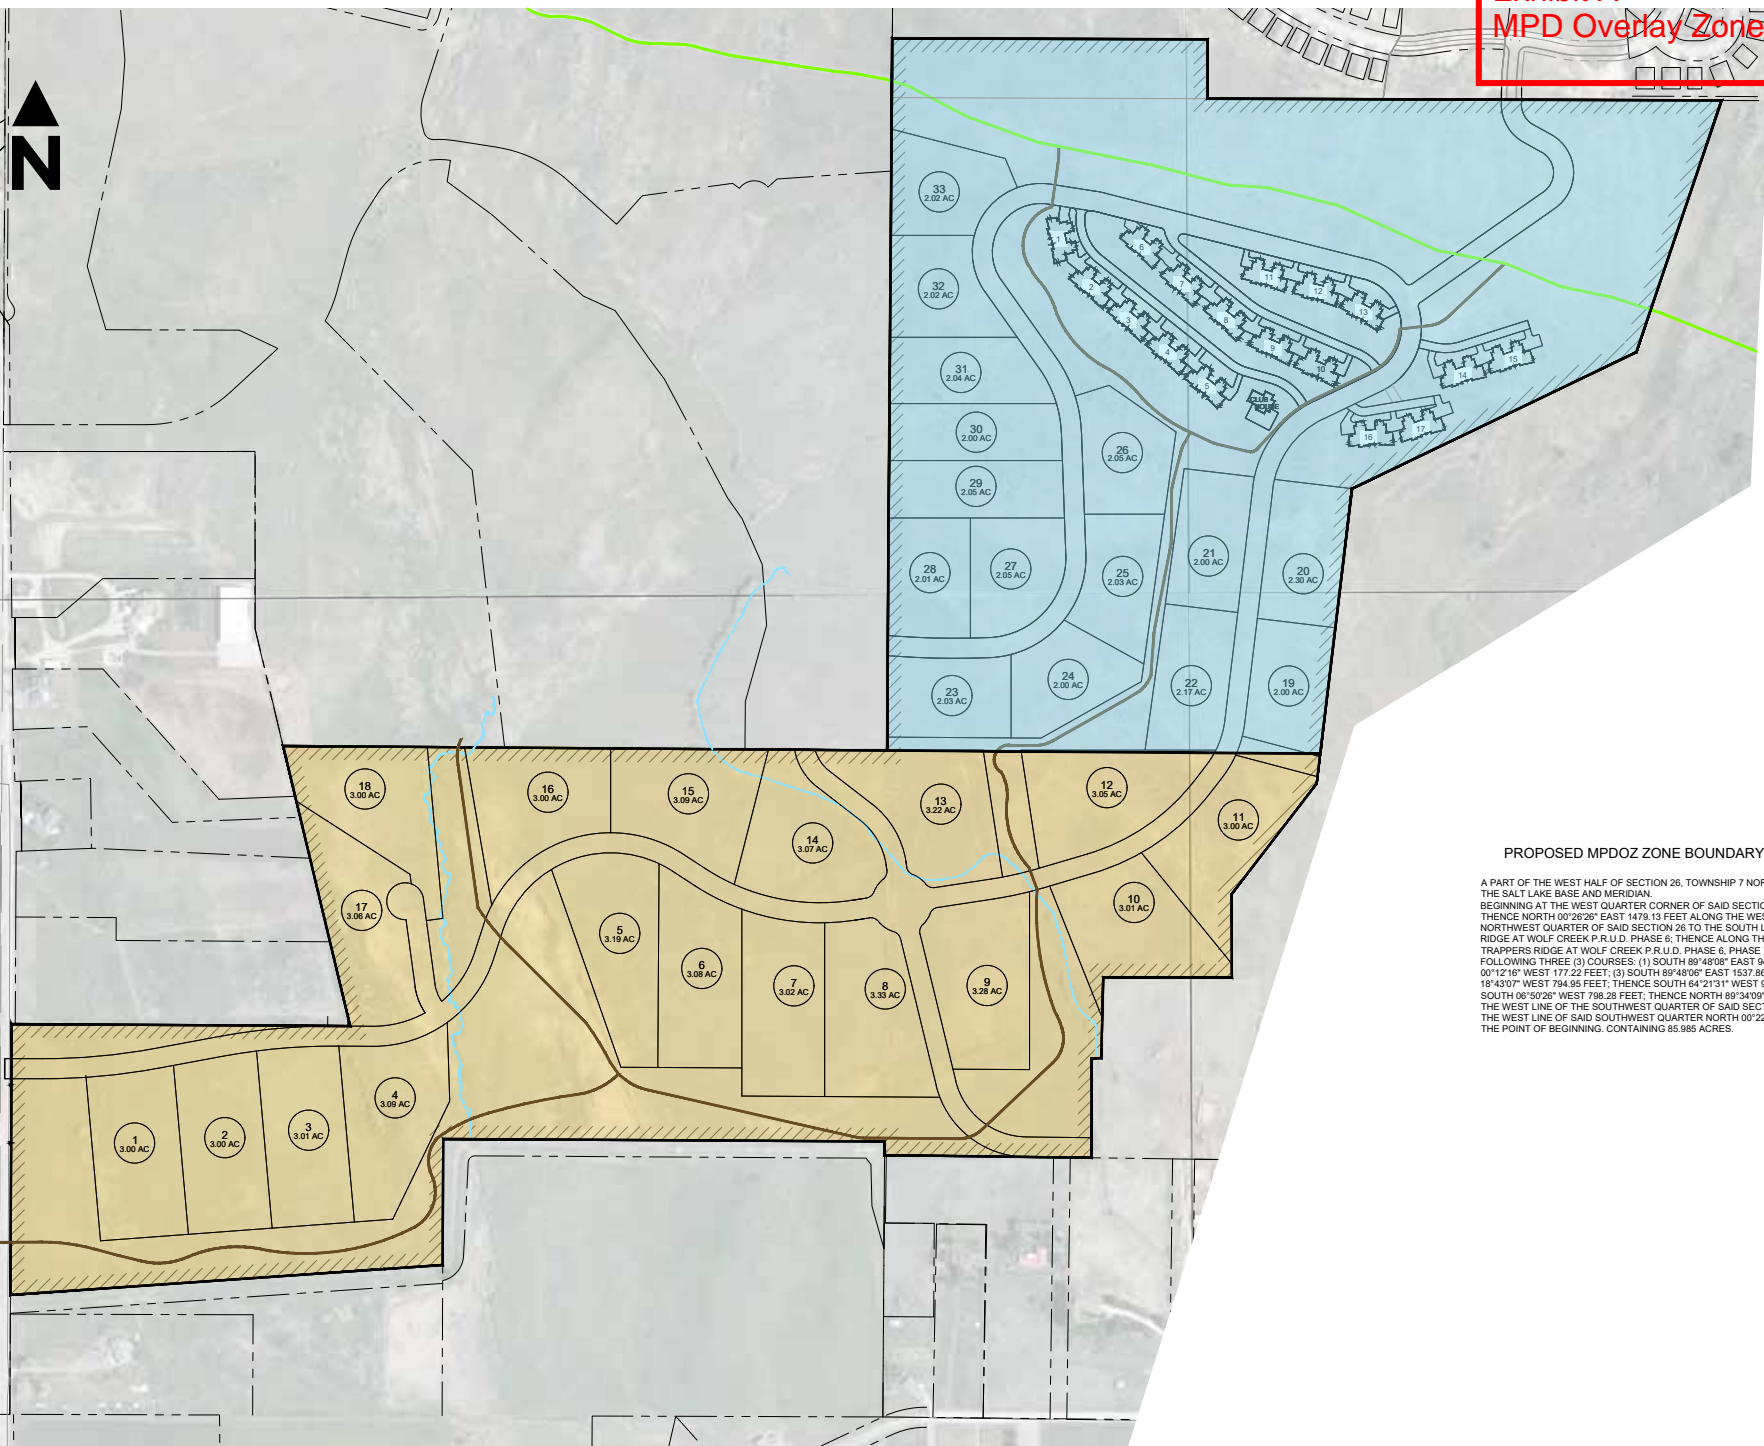 MPD Overlay Zone
N
33
2.02 AC
32
2.02 AC
31
2.04 AC
30
2.00 AC
29
2.05 AC
28
2.01 AC
27
2.05 AC
26
2.05 AC
25
2.03 AC
21
2.00 AC
20
2.30 AC
23
2.03 AC
24
2.00 AC
22
2.17 AC
19
2.00 AC
1
2
3
4
5
6
7
8
9
10
11
12
13
14
15
16
17
CLUB
HOUSE
18
3.00 AC
16
3.00 AC
15
3.09 AC
14
3.07 AC
13
3.22 AC
12
3.05 AC
11
3.00 AC
17
3.06 AC
5
3.19 AC
6
3.08 AC
7
3.02 AC
8
3.33 AC
9
3.28 AC
10
3.01 AC
1
3.00 AC
2
3.00 AC
3
3.01 AC
4
3.09 AC
PROPOSED MPDOZ ZONE BOUNDARY
A PART OF THE WEST HALF OF SECTION 26, TOWNSHIP 7
THE SALT LAKE BASE AND MERIDIAN.
BEGINNING AT THE WEST QUARTER CORNER OF SAID
THENCE NORTH 00°26'26" EAST 1479.13 FEET ALONG THE
NORTHWEST QUARTER OF SAID SECTION 26 TO THE SOUTH
RIDGE AT WOLF CREEK P.R.U.D. PHASE 6; THENCE ALONG
TRAPPERS RIDGE AT WOLF CREEK P.R.U.D. PHASE 6, PHASE
FOLLOWING THREE (3) COURSES: (1) SOUTH 89°48'08" EAST
00°12'16" WEST 177.22 FEET; (3) SOUTH 89°48'06" EAST
18°43'07" WEST 794.95 FEET; THENCE SOUTH 64°21'31" WEST
SOUTH 06°50'26" WEST 798.28 FEET; THENCE NORTH 89°34'09"
THE WEST LINE OF THE SOUTHWEST QUARTER OF SAID
THE WEST LINE OF SAID SOUTHWEST QUARTER NORTH
THE POINT OF BEGINNING. CONTAINING 85.985 ACRES.